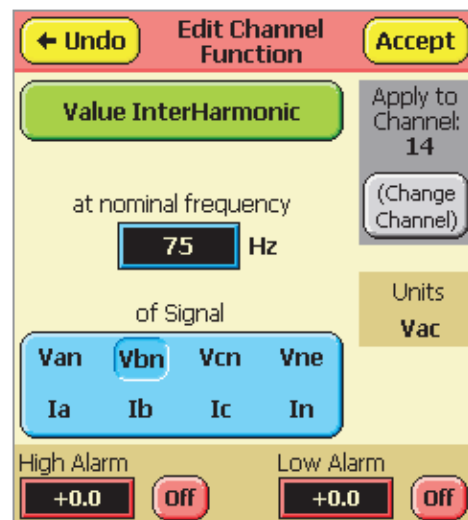 ← Undo
Edit Channel
Function
Accept
Value InterHarmonic
Apply to
Channel:
14
(Change
Channel)
at nominal frequency
75 Hz
Units
Vac
of Signal
Van Vbn Vcn Vne
Ia Ib Ic In
High Alarm
+0.0 Off
Low Alarm
+0.0 Off